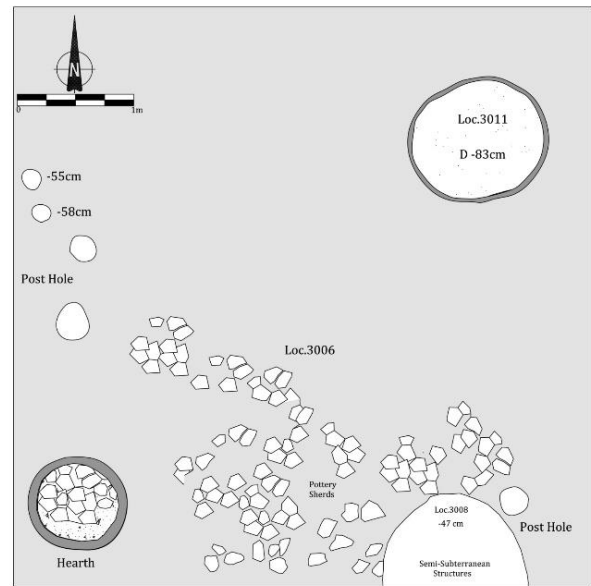 N
0
1m
Loc.3011
D -83cm
-55cm
-58cm
Post Hole
Loc.3006
Pottery
Sherds
Loc.3008
-47 cm
Post Hole
Semi-Subterranean
Structures
Hearth